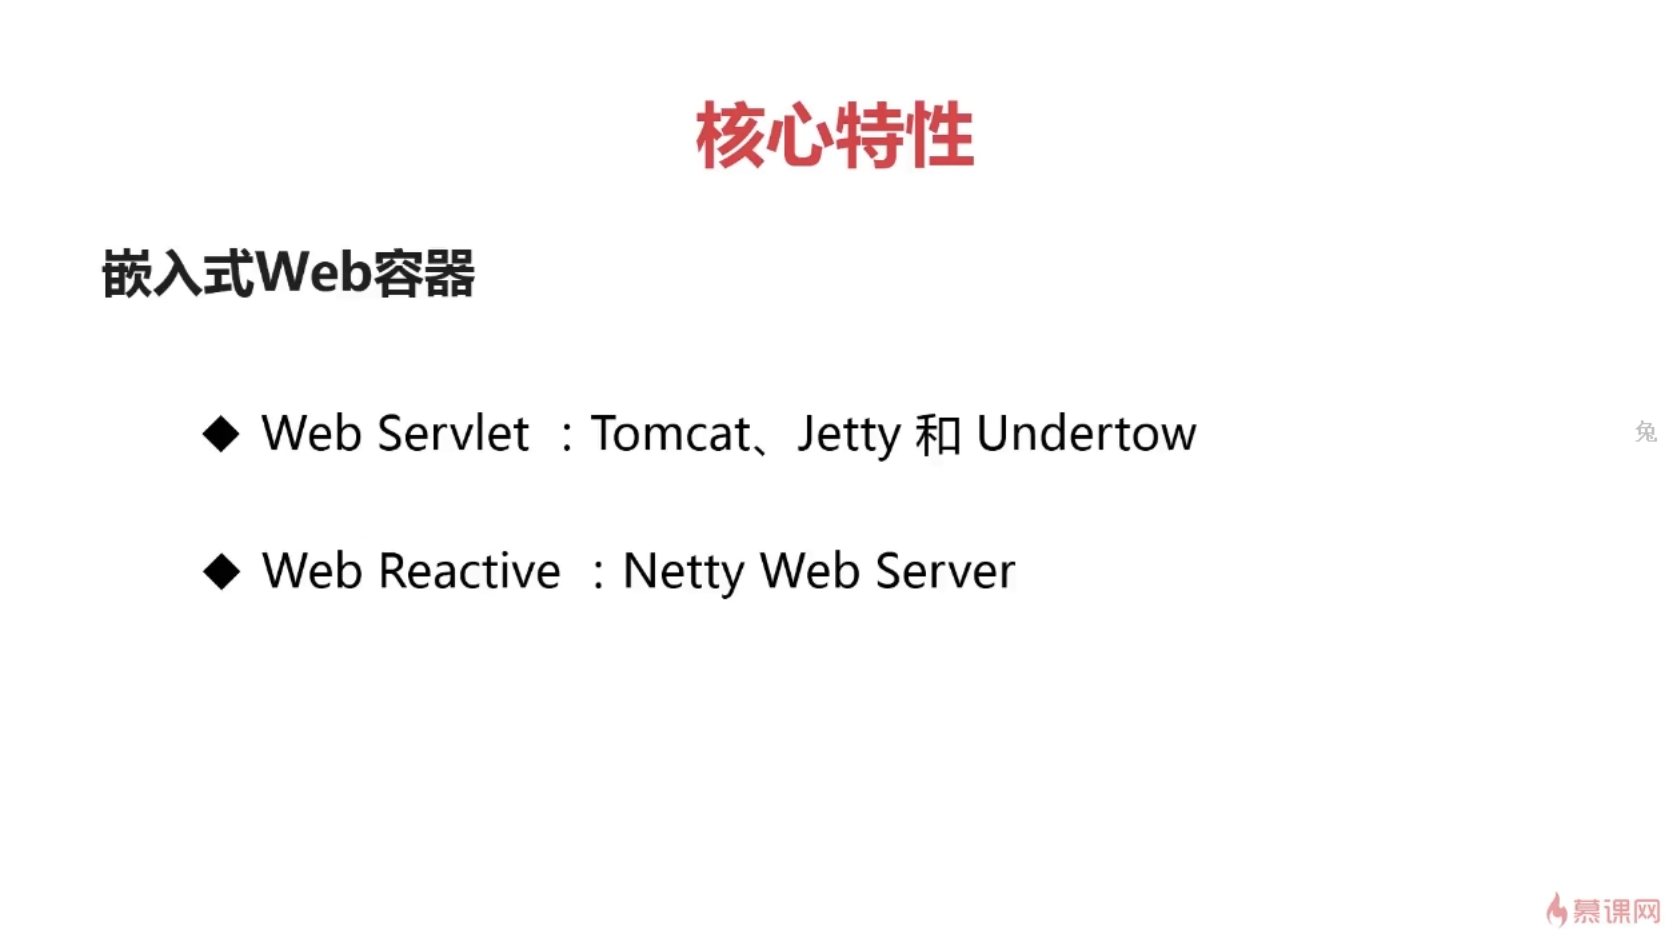 核心特性
嵌入式Web容器
◆ Web Servlet ：Tomcat、Jetty 和 Undertow
兔
◆ Web Reactive ：Netty Web Server
慕课网